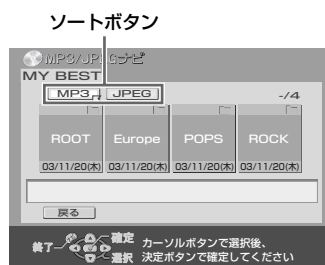 ソートボタン
MP3/JPEGナビ
MY BEST
MP3 JPEG -/4
ROOT Europe POPS ROCK
03/11/20(木) 03/11/20(木) 03/11/20(木) 03/11/20(木)
戻る
終了 確定 選択 カーソルボタンで選択後、
決定ボタンで確定してください